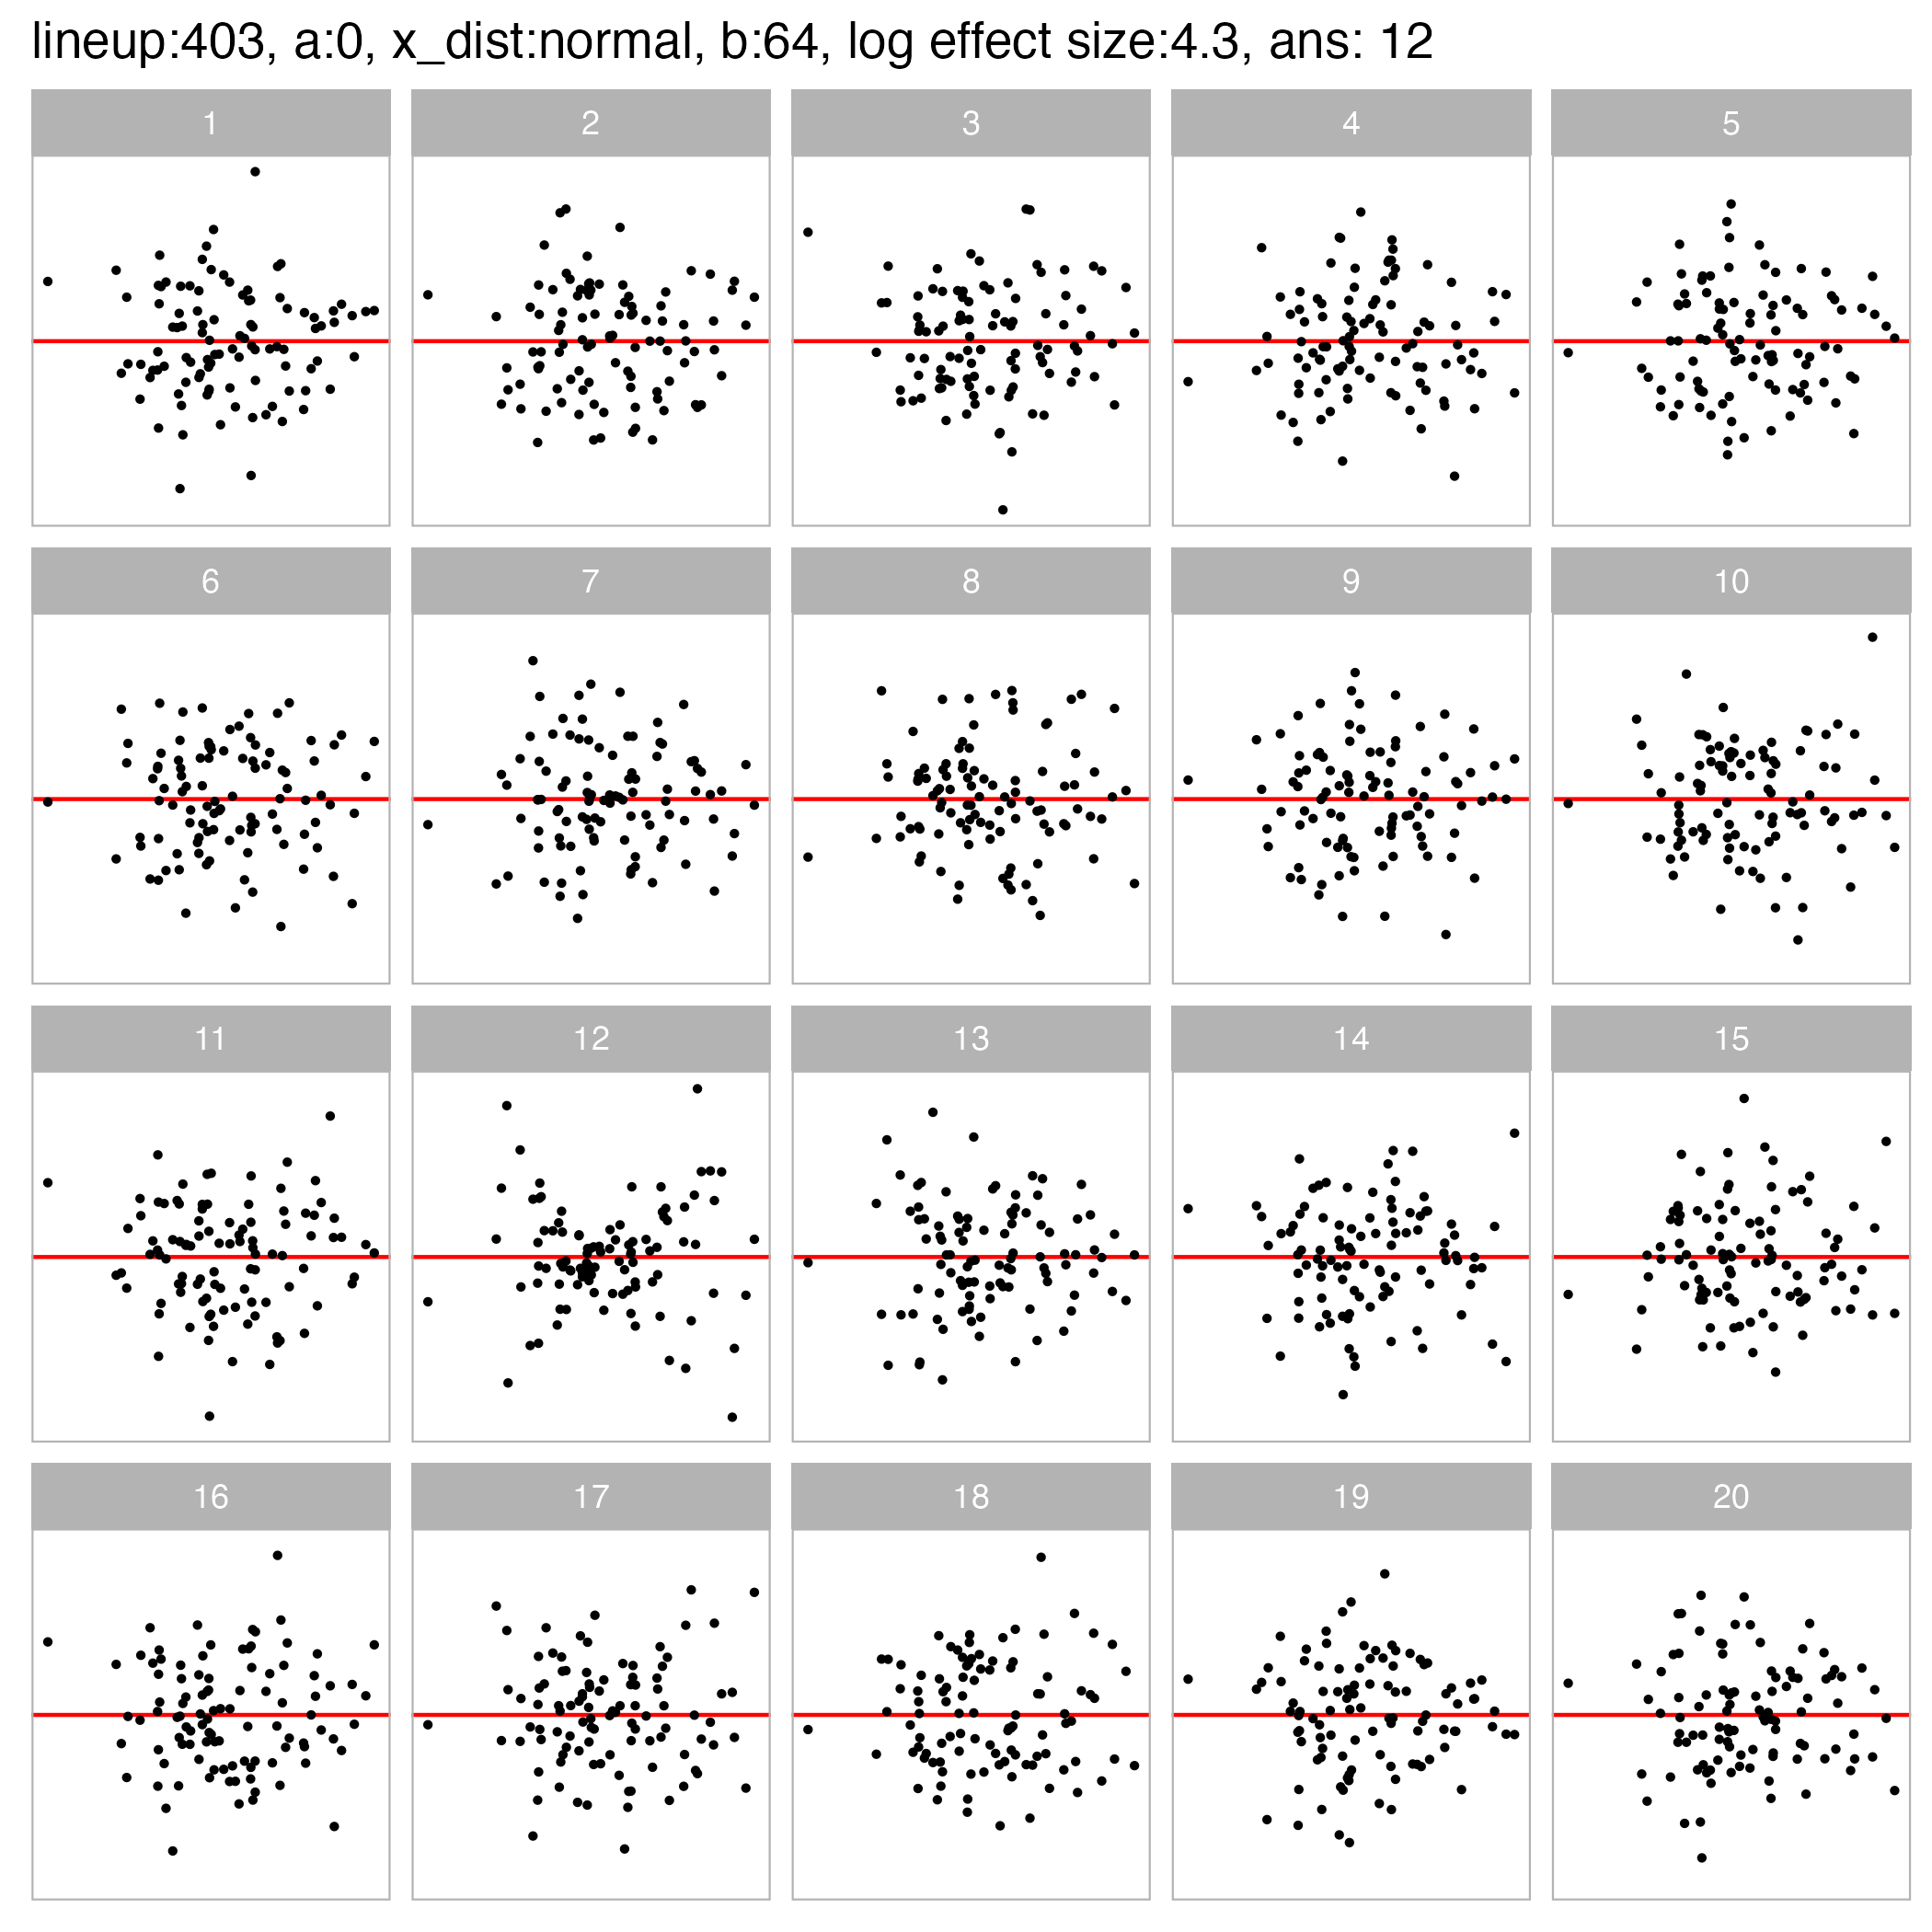 lineup:403, a:0, x_dist:normal, b:64, log effect size:4.3, ans: 12
1 2 3 4 5
6 7 8 9 10
11 12 13 14 15
16 17 18 19 20